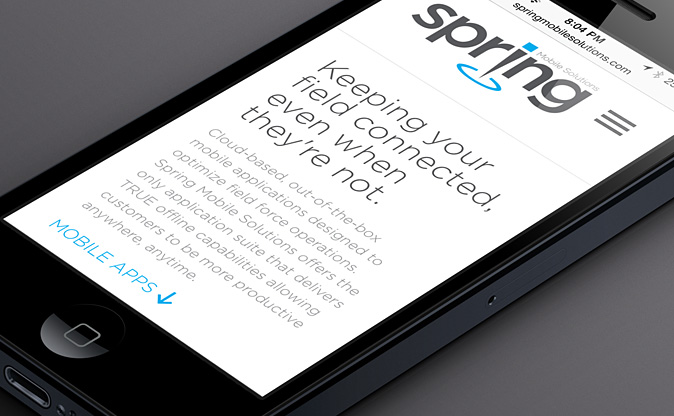 8:04 PM
springmobilesolutions.com
spring
Mobile Solutions
Keeping your
field connected,
even when
they're not.
Cloud-based, out-of-the-box
mobile applications designed to
optimize field force operations.
Spring Mobile Solutions offers the
only application suite that delivers
TRUE offline capabilities allowing
customers to be more productive
anywhere, anytime.
MOBILE APPS